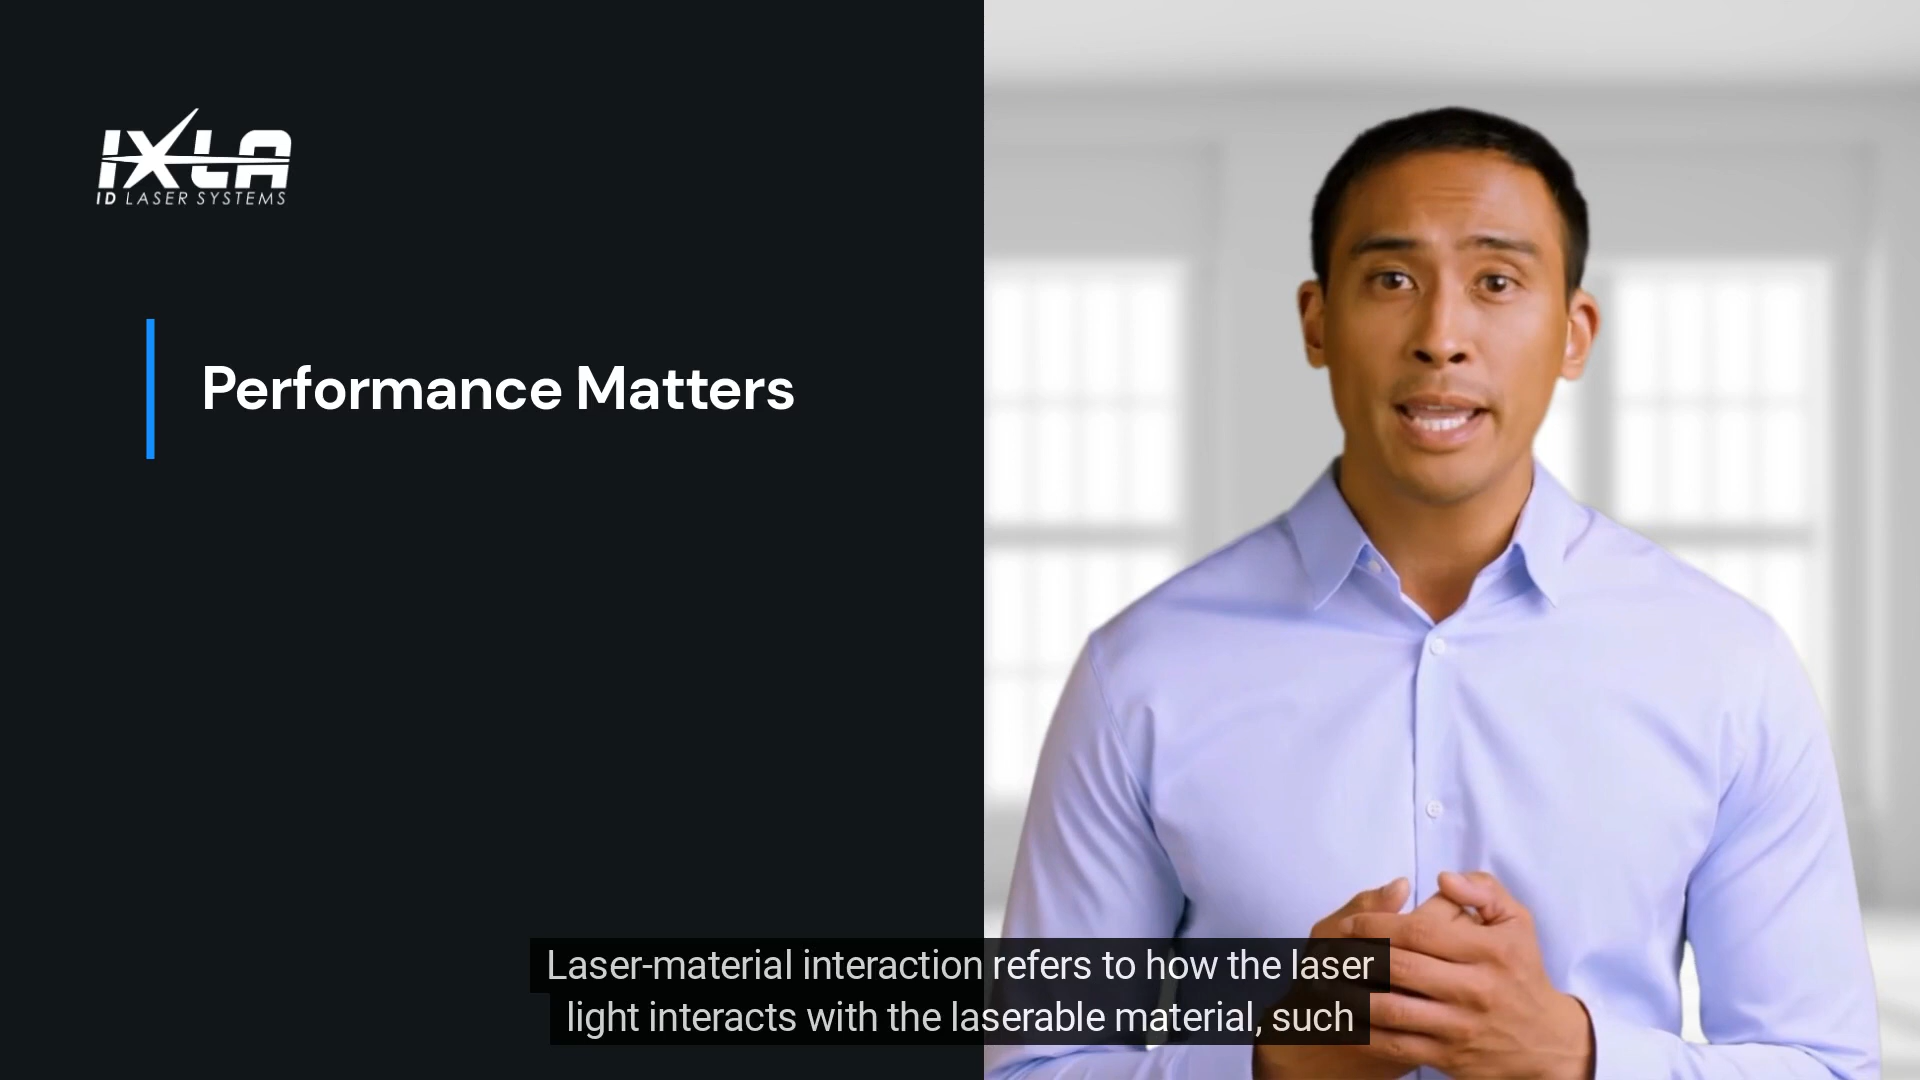 IXLA
ID LASER SYSTEMS
Performance Matters
Laser-material interaction refers to how the laser
light interacts with the laserable material, such